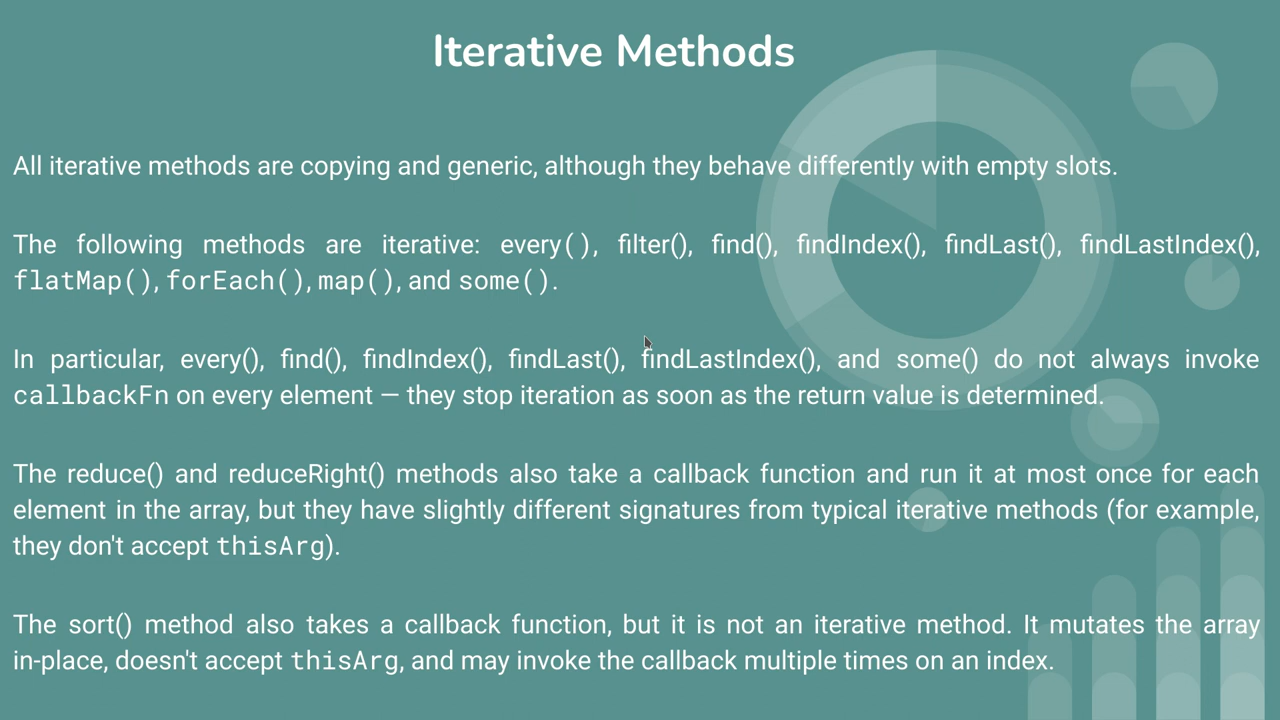 Iterative Methods
All iterative methods are copying and generic, although they behave differently with empty slots.
The following methods are iterative: every(), filter(), find(), findIndex(), findLast(), findLastIndex(),
flatMap(), forEach(), map(), and some().
In particular, every(), find(), findIndex(), findLast(), findLastIndex(), and some() do not always invoke
callbackFn on every element — they stop iteration as soon as the return value is determined.
The reduce() and reduceRight() methods also take a callback function and run it at most once for each
element in the array, but they have slightly different signatures from typical iterative methods (for example,
they don't accept thisArg).
The sort() method also takes a callback function, but it is not an iterative method. It mutates the array
in-place, doesn't accept thisArg, and may invoke the callback multiple times on an index.